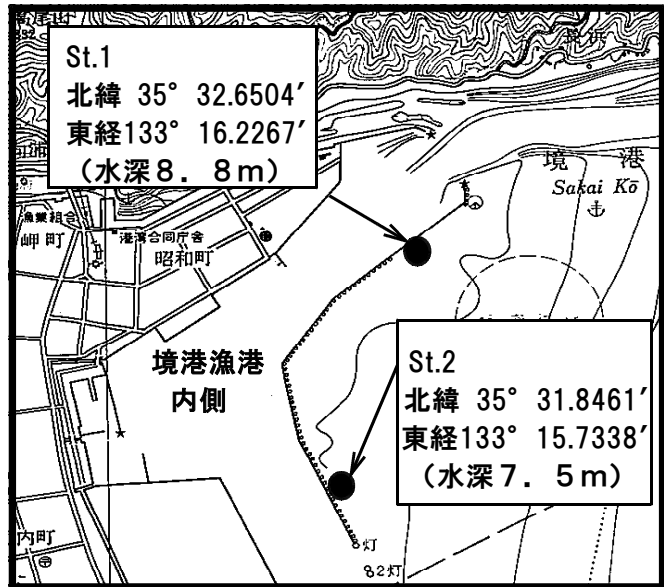 St.1
北緯 35° 32.6504′
東経133° 16.2267′
（水深８．８m）
長浜
境港
Sakai Kō
漁業組合
岬町
港湾合同庁舎
昭和町
境港漁港
内側
St.2
北緯 35° 31.8461′
東経133° 15.7338′
（水深７．５m）
内町
灯
82灯